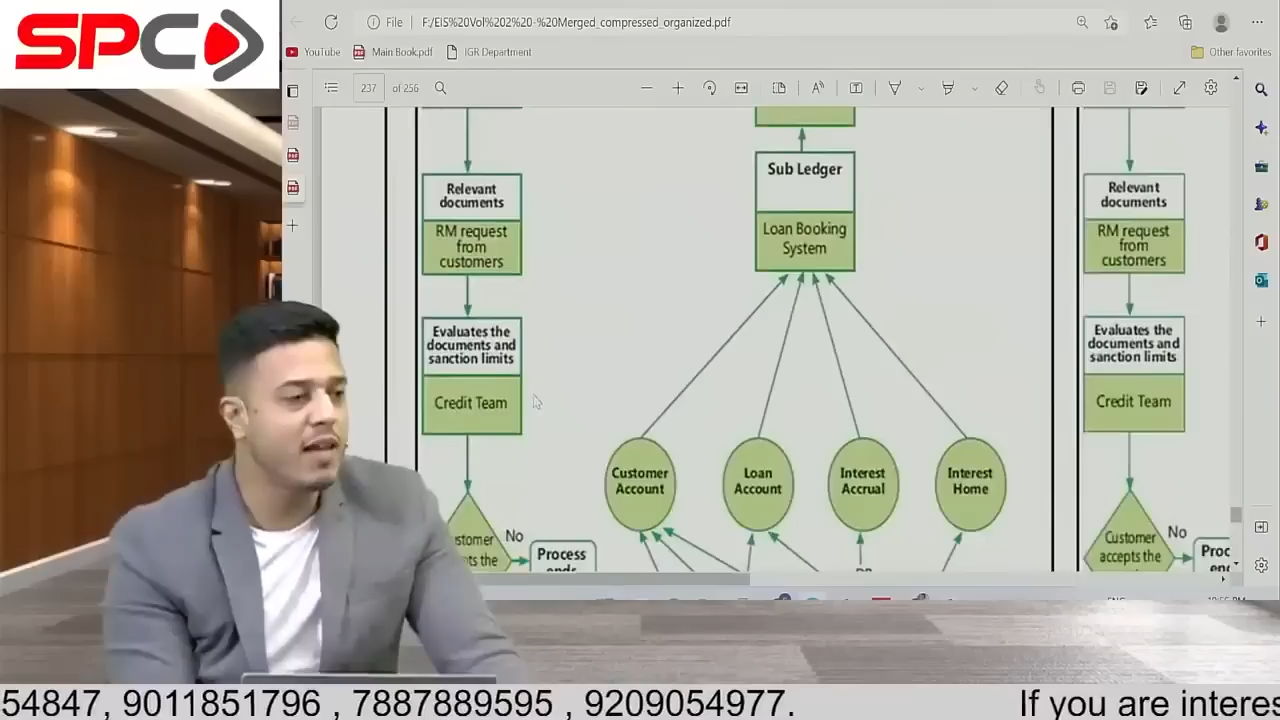 SPC
File
F:/EIS%20Vol%202%20-%20Merged_compressed_organized.pdf
YouTube
Main Book.pdf
IGR Department
Other favorites
237
of 256
Relevant
documents
RM request
from
customers
Evaluates the
documents and
sanction limits
Credit Team
No
Process
ends
Sub Ledger
Loan Booking
System
Customer
Account
Loan
Account
Interest
Accrual
Interest
Home
Relevant
documents
RM request
from
customers
Evaluates the
documents and
sanction limits
Credit Team
Customer
accepts the
No
54847, 9011851796 , 7887889595 , 9209054977.
If you are interes